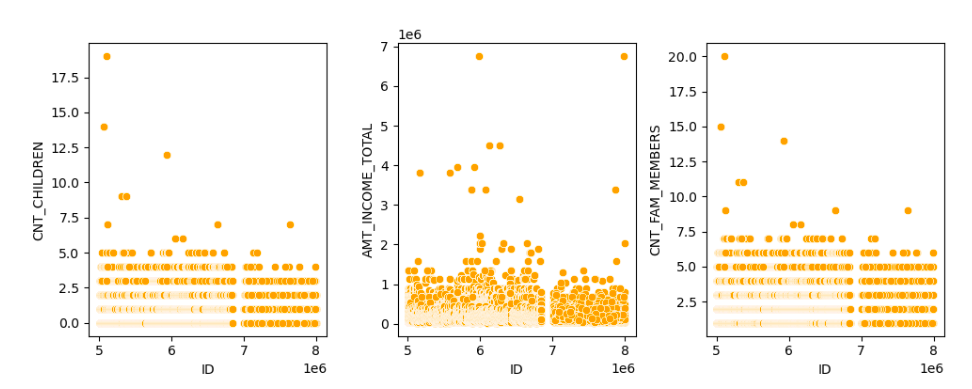 CNT_CHILDREN
17.5
15.0
12.5
10.0
7.5
5.0
2.5
0.0
5 6 7 8
ID 1e6
1e6
AMT_INCOME_TOTAL
7
6
5
4
3
2
1
0
5 6 7 8
ID 1e6
CNT_FAM_MEMBERS
20.0
17.5
15.0
12.5
10.0
7.5
5.0
2.5
5 6 7 8
ID 1e6